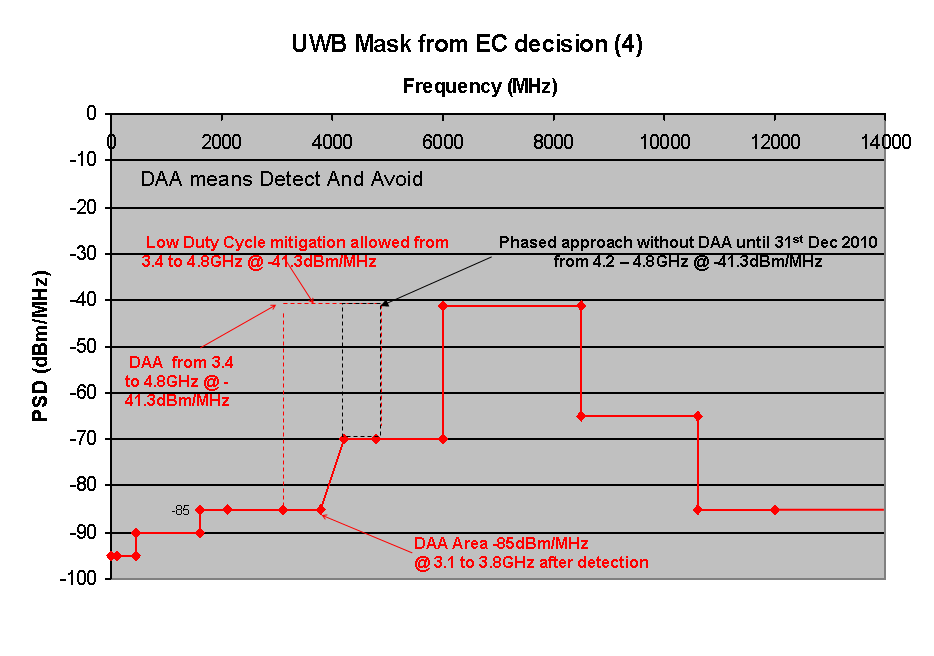 UWB Mask from EC decision (4)
Frequency (MHz)
0
0 2000 4000 6000 8000 10000 12000 14000
-10
DAA means Detect And Avoid
-20
Low Duty Cycle mitigation allowed from
3.4 to 4.8GHz @ -41.3dBm/MHz
Phased approach without DAA until 31st Dec 2010
from 4.2 – 4.8GHz @ -41.3dBm/MHz
-30
-40
-50
DAA from 3.4
to 4.8GHz @ -
41.3dBm/MHz
-60
-70
-80
-85
-90
DAA Area -85dBm/MHz
@ 3.1 to 3.8GHz after detection
-100
PSD (dBm/MHz)